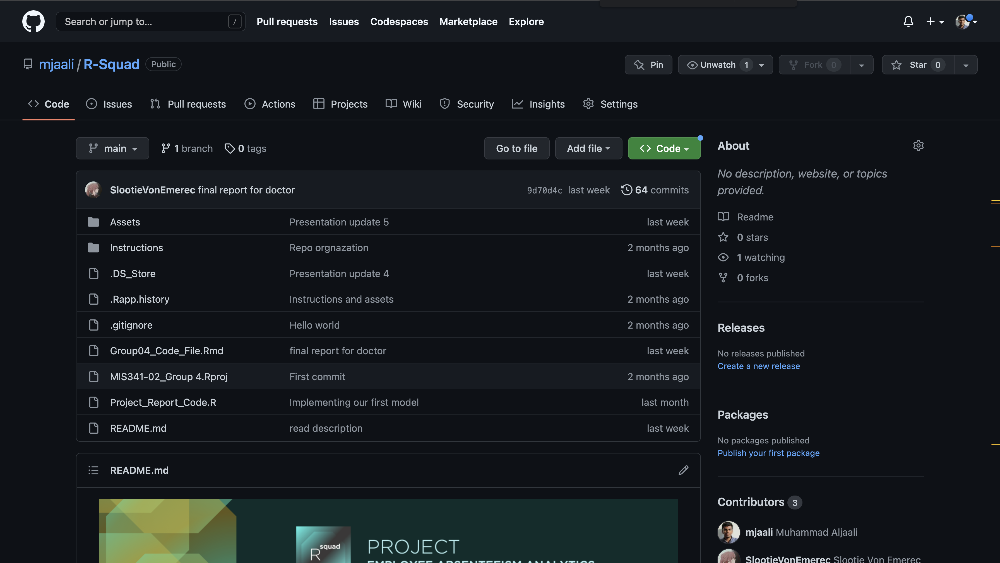 Search or jump to... /
Pull requests Issues Codespaces Marketplace Explore
mjaali / R-Squad Public
Pin Unwatch 1 Fork 0 Star 0
Code Issues Pull requests Actions Projects Wiki Security Insights Settings
main 1 branch 0 tags
Go to file Add file Code
SlootieVonEmerec final report for doctor 9d70d4c last week 64 commits
Assets Presentation update 5 last week
Instructions Repo orgnazation 2 months ago
.DS_Store Presentation update 4 last week
.Rapp.history Instructions and assets 2 months ago
.gitignore Hello world 2 months ago
Group04_Code_File.Rmd final report for doctor last week
MIS341-02_Group 4.Rproj First commit 2 months ago
Project_Report_Code.R Implementing our first model last month
README.md read description last week
README.md
R squad
PROJECT
EMPLOYEE ABSENTEEISM ANALYTICS
About
No description, website, or topics
provided.
Readme
0 stars
1 watching
0 forks
Releases
No releases published
Create a new release
Packages
No packages published
Publish your first package
Contributors 3
mjaali Muhammad Aljaali
SlootieVonEmerec Slootie Von Emerec